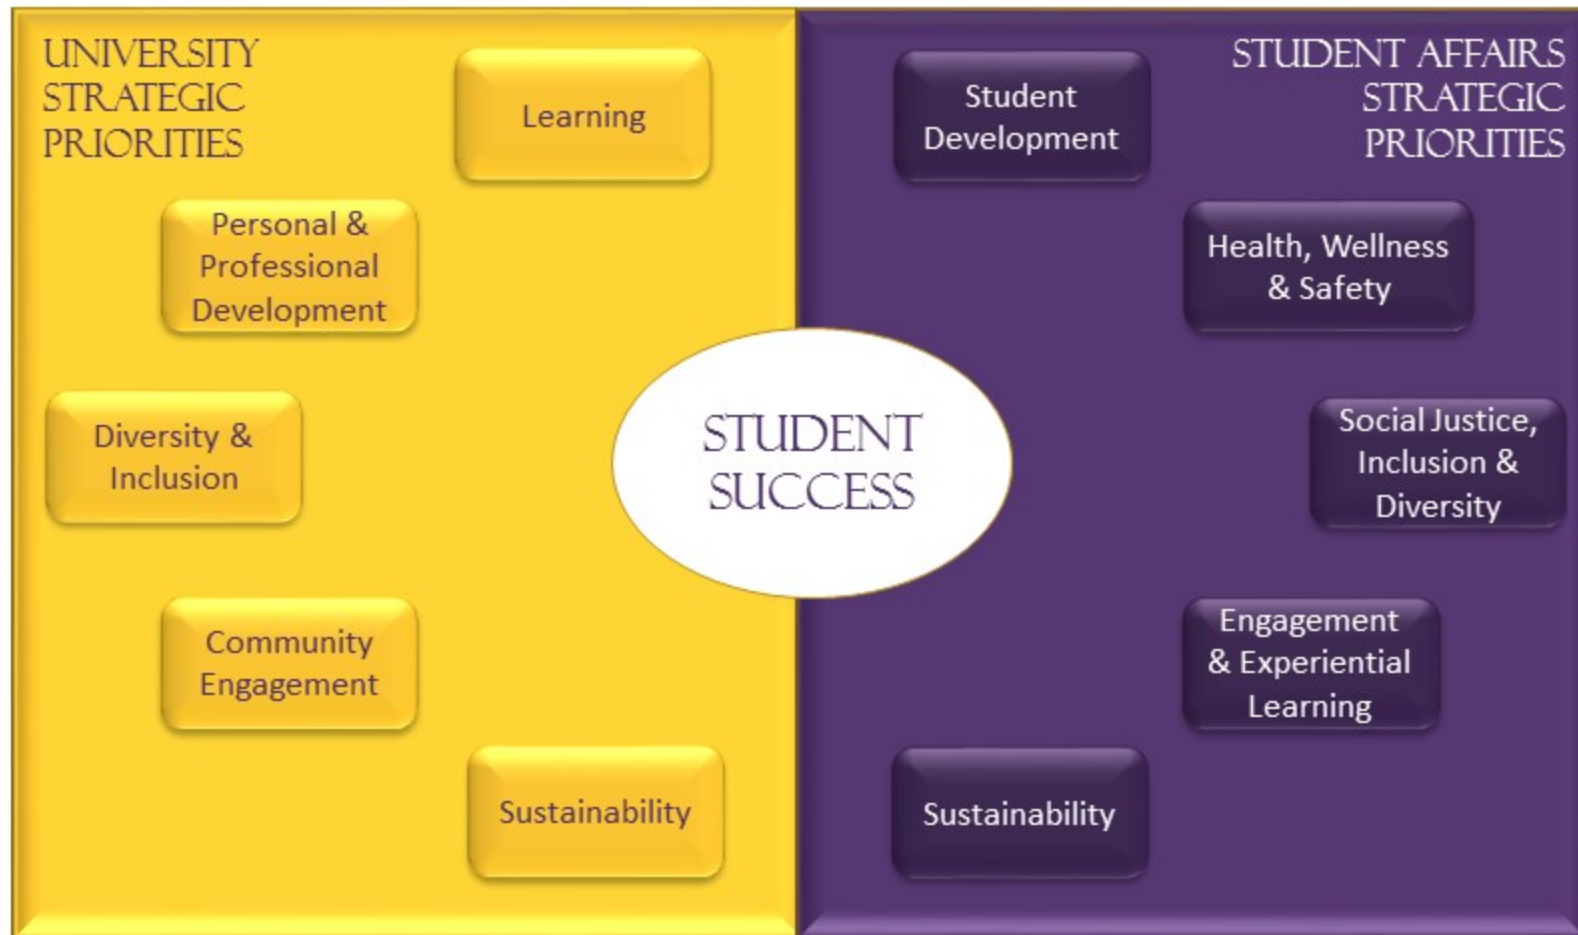 UNIVERSITY
STRATEGIC
PRIORITIES
Learning
Personal &
Professional
Development
Diversity &
Inclusion
Community
Engagement
Sustainability
STUDENT
SUCCESS
STUDENT AFFAIRS
STRATEGIC
PRIORITIES
Student
Development
Health, Wellness
& Safety
Social Justice,
Inclusion &
Diversity
Engagement
& Experiential
Learning
Sustainability